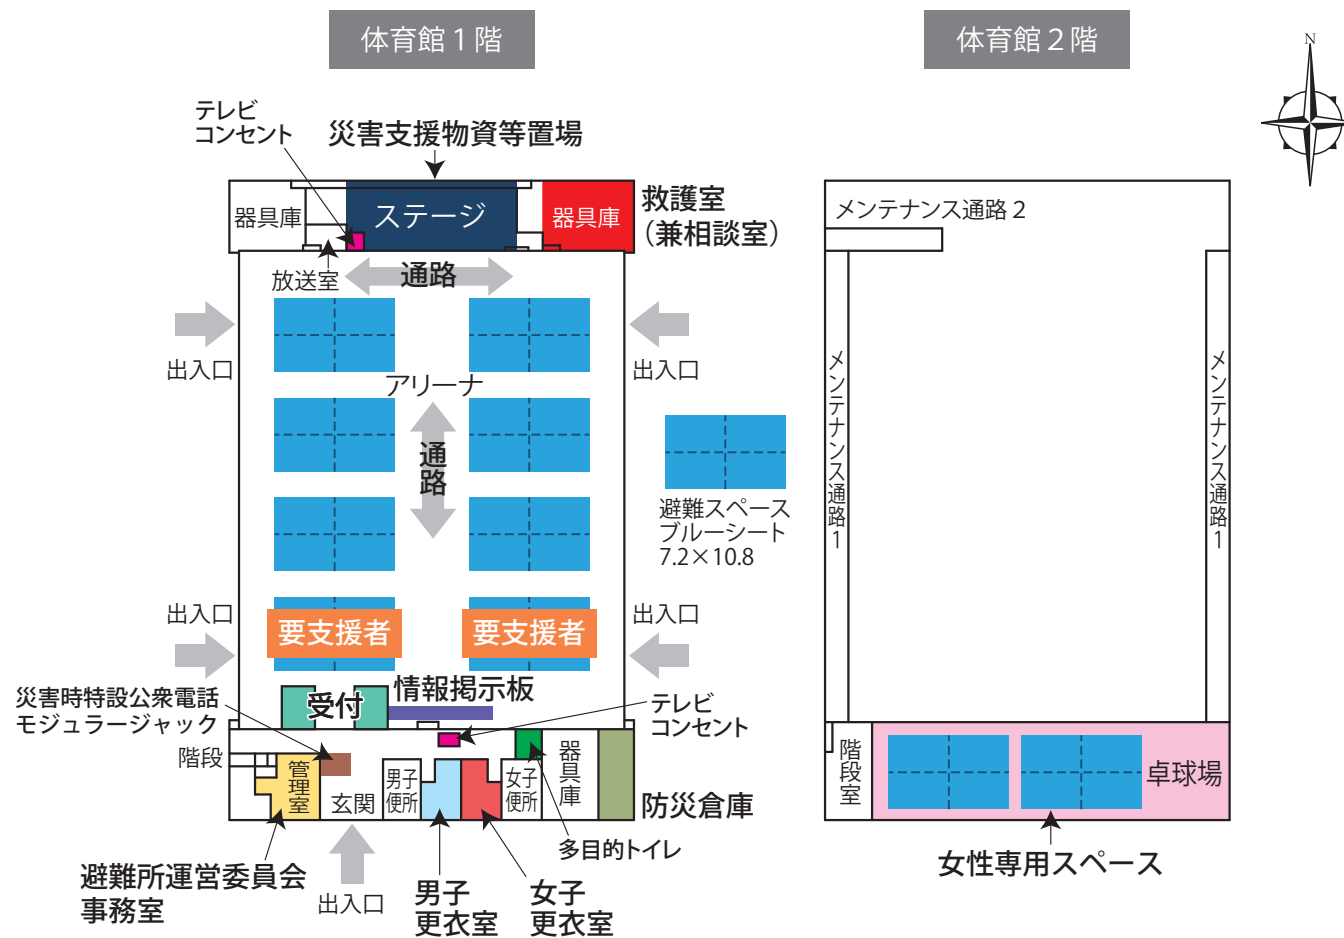 体育館１階
体育館２階
N
テレビ
コンセント
災害支援物資等置場
器具庫
ステージ
器具庫
救護室
（兼相談室）
放送室
通路
出入口
出入口
アリーナ
通路
避難スペース
ブルーシート
7.2×10.8
出入口
出入口
要支援者
要支援者
災害時特設公衆電話
モジュラージャック
受付
情報掲示板
テレビ
コンセント
階段
管理室
玄関
男子
便所
女子
便所
器具庫
防災倉庫
多目的トイレ
避難所運営委員会
事務室
出入口
男子
更衣室
女子
更衣室
メンテナンス通路２
メンテナンス通路1
メンテナンス通路1
階段室
卓球場
女性専用スペース